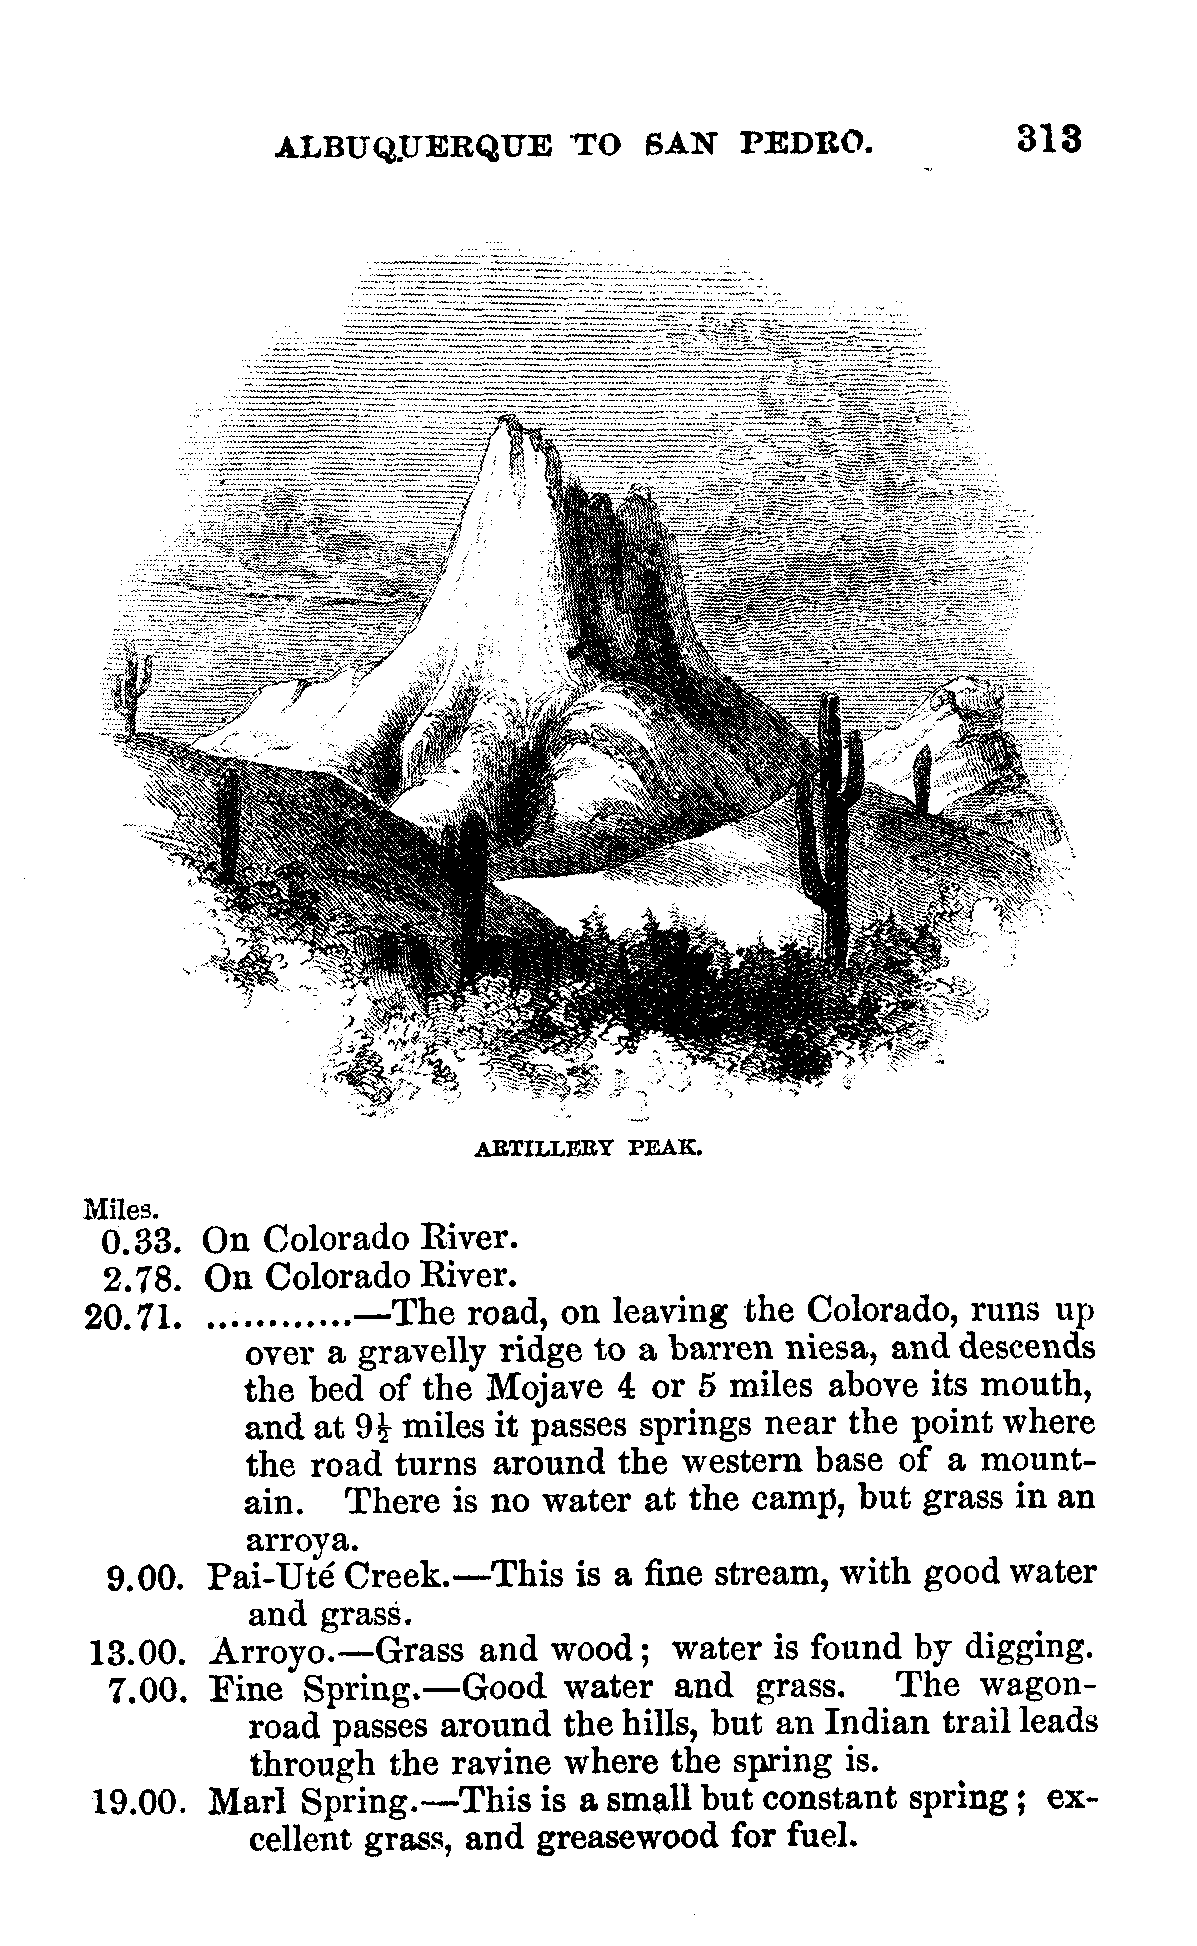 ALBUQUERQUE TO SAN PEDRO. 313
ARTILLERY PEAK.
Miles.
0.33. On Colorado River.
2.78. On Colorado River.
20.71. ............—The road, on leaving the Colorado, runs up
over a gravelly ridge to a barren niesa, and descends
the bed of the Mojave 4 or 5 miles above its mouth,
and at 9½ miles it passes springs near the point where
the road turns around the western base of a mount-
ain. There is no water at the camp, but grass in an
arroya.
9.00. Pai-Uté Creek.—This is a fine stream, with good water
and grass.
13.00. Arroyo.—Grass and wood; water is found by digging.
7.00. Fine Spring.—Good water and grass. The wagon-
road passes around the hills, but an Indian trail leads
through the ravine where the spring is.
19.00. Marl Spring.—This is a small but constant spring; ex-
cellent grass, and greasewood for fuel.